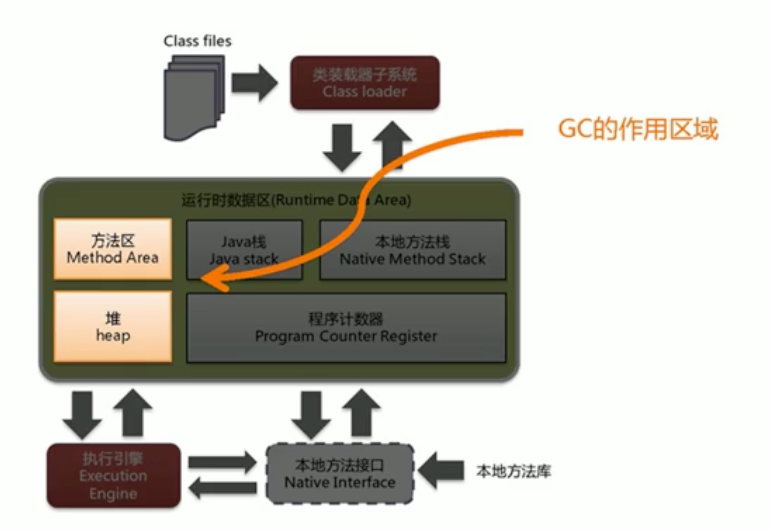 Class files
类装载器子系统
Class loader
GC的作用区域
运行时数据区(Runtime Data Area)
方法区
Method Area
Java栈
Java stack
本地方法栈
Native Method Stack
堆
heap
程序计数器
Program Counter Register
执行引擎
Execution
Engine
本地方法接口
Native Interface
本地方法库